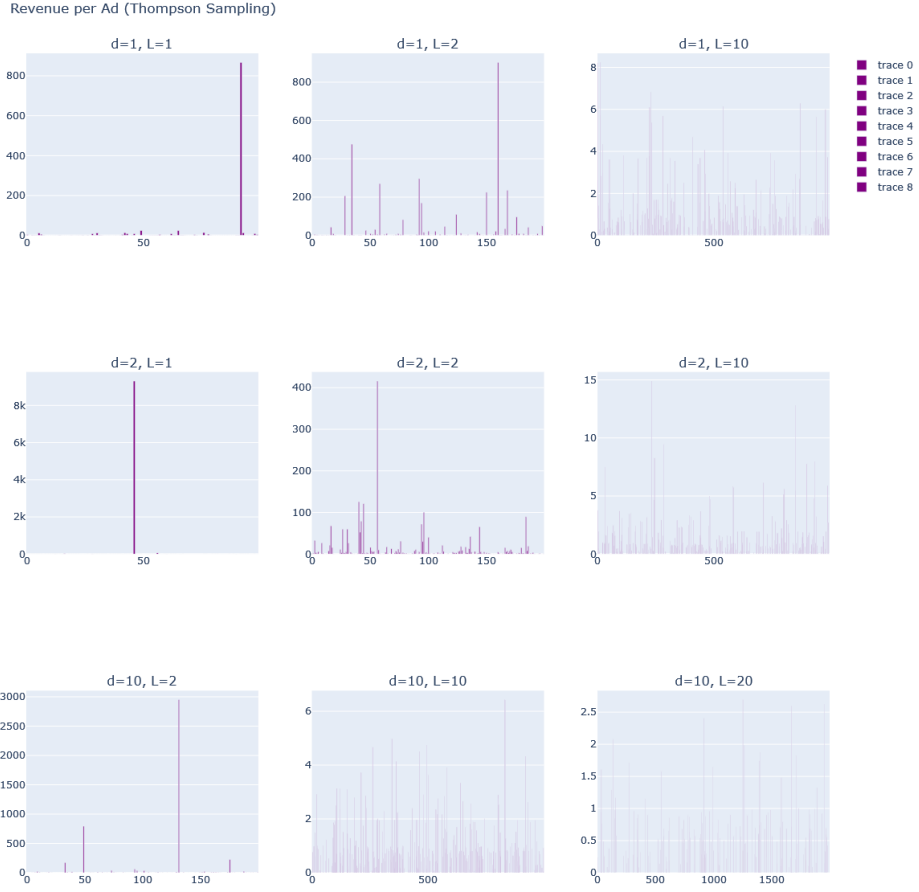 Revenue per Ad (Thompson Sampling)
d=1, L=1
d=1, L=2
d=1, L=10
800
600
400
200
0
0
50
800
600
400
200
0
0
50
100
150
8
6
4
2
0
0
500
trace 0
trace 1
trace 2
trace 3
trace 4
trace 5
trace 6
trace 7
trace 8
d=2, L=1
d=2, L=2
d=2, L=10
8k
6k
4k
2k
0
0
50
400
300
200
100
0
0
50
100
150
15
10
5
0
0
500
d=10, L=2
d=10, L=10
d=10, L=20
3000
2500
2000
1500
1000
500
0
0
50
100
150
6
4
2
0
0
500
2.5
2
1.5
1
0.5
0
0
500
1000
1500